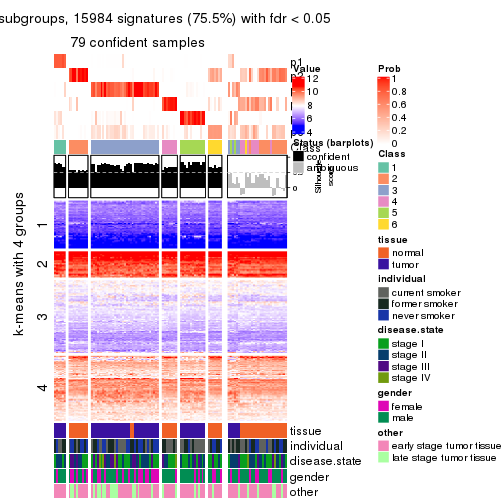 subgroups, 15984 signatures (75.5%) with fdr < 0.05
79 confident samples
p1
Class
k-means with 4 groups
1
2
3
4
tissue
individual
disease.state
gender
other
Value
12
10
8
6
4
Status (barplots)
confident
ambiguous
0
Prob
1
0.8
0.6
0.4
0.2
0
Class
1
2
3
4
5
6
tissue
normal
tumor
individual
current smoker
former smoker
never smoker
disease.state
stage I
stage II
stage III
stage IV
gender
female
male
other
early stage tumor tissue
late stage tumor tissue